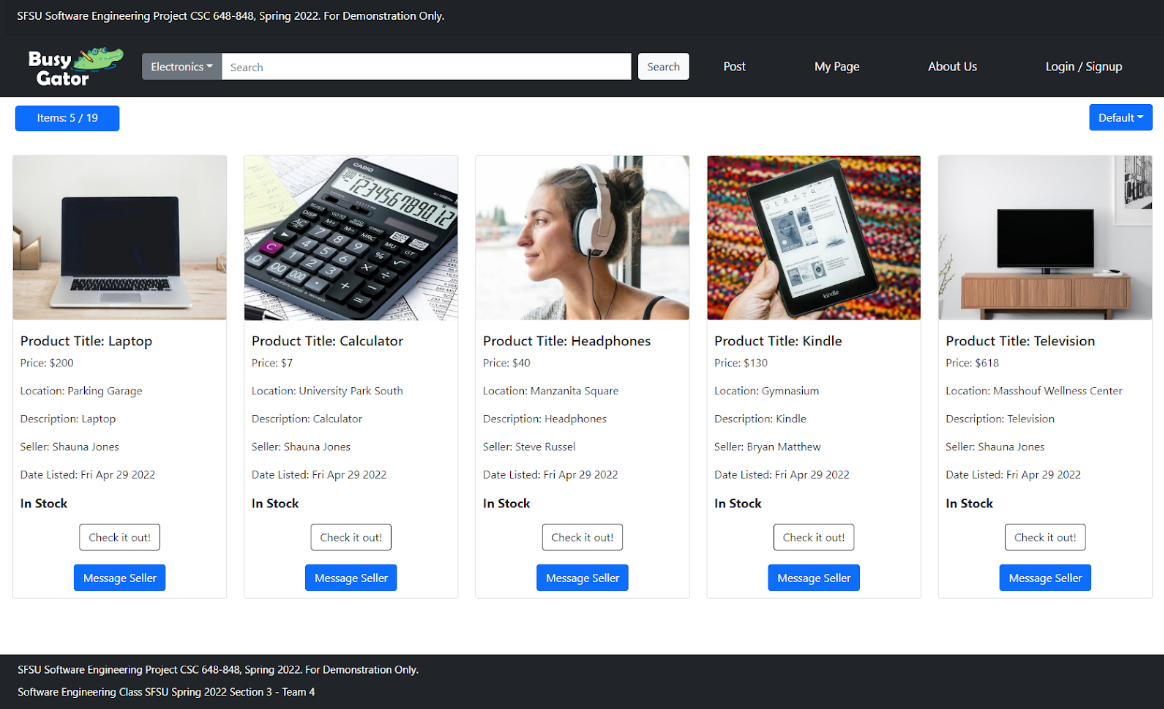 SFSU Software Engineering Project CSC 648-848, Spring 2022. For Demonstration Only.
Busy
Gator
Electronics
Search
Search
Post
My Page
About Us
Login / Signup
Items: 5 / 19
Default
CASIO
1234567890.12
kindle
Product Title: Laptop
Price: $200
Location: Parking Garage
Description: Laptop
Seller: Shauna Jones
Date Listed: Fri Apr 29 2022
In Stock
Check it out!
Message Seller
Product Title: Calculator
Price: $7
Location: University Park South
Description: Calculator
Seller: Shauna Jones
Date Listed: Fri Apr 29 2022
In Stock
Check it out!
Message Seller
Product Title: Headphones
Price: $40
Location: Manzanita Square
Description: Headphones
Seller: Steve Russel
Date Listed: Fri Apr 29 2022
In Stock
Check it out!
Message Seller
Product Title: Kindle
Price: $130
Location: Gymnasium
Description: Kindle
Seller: Bryan Matthew
Date Listed: Fri Apr 29 2022
In Stock
Check it out!
Message Seller
Product Title: Television
Price: $618
Location: Masshouf Wellness Center
Description: Television
Seller: Shauna Jones
Date Listed: Fri Apr 29 2022
In Stock
Check it out!
Message Seller
SFSU Software Engineering Project CSC 648-848, Spring 2022. For Demonstration Only.
Software Engineering Class SFSU Spring 2022 Section 3 - Team 4